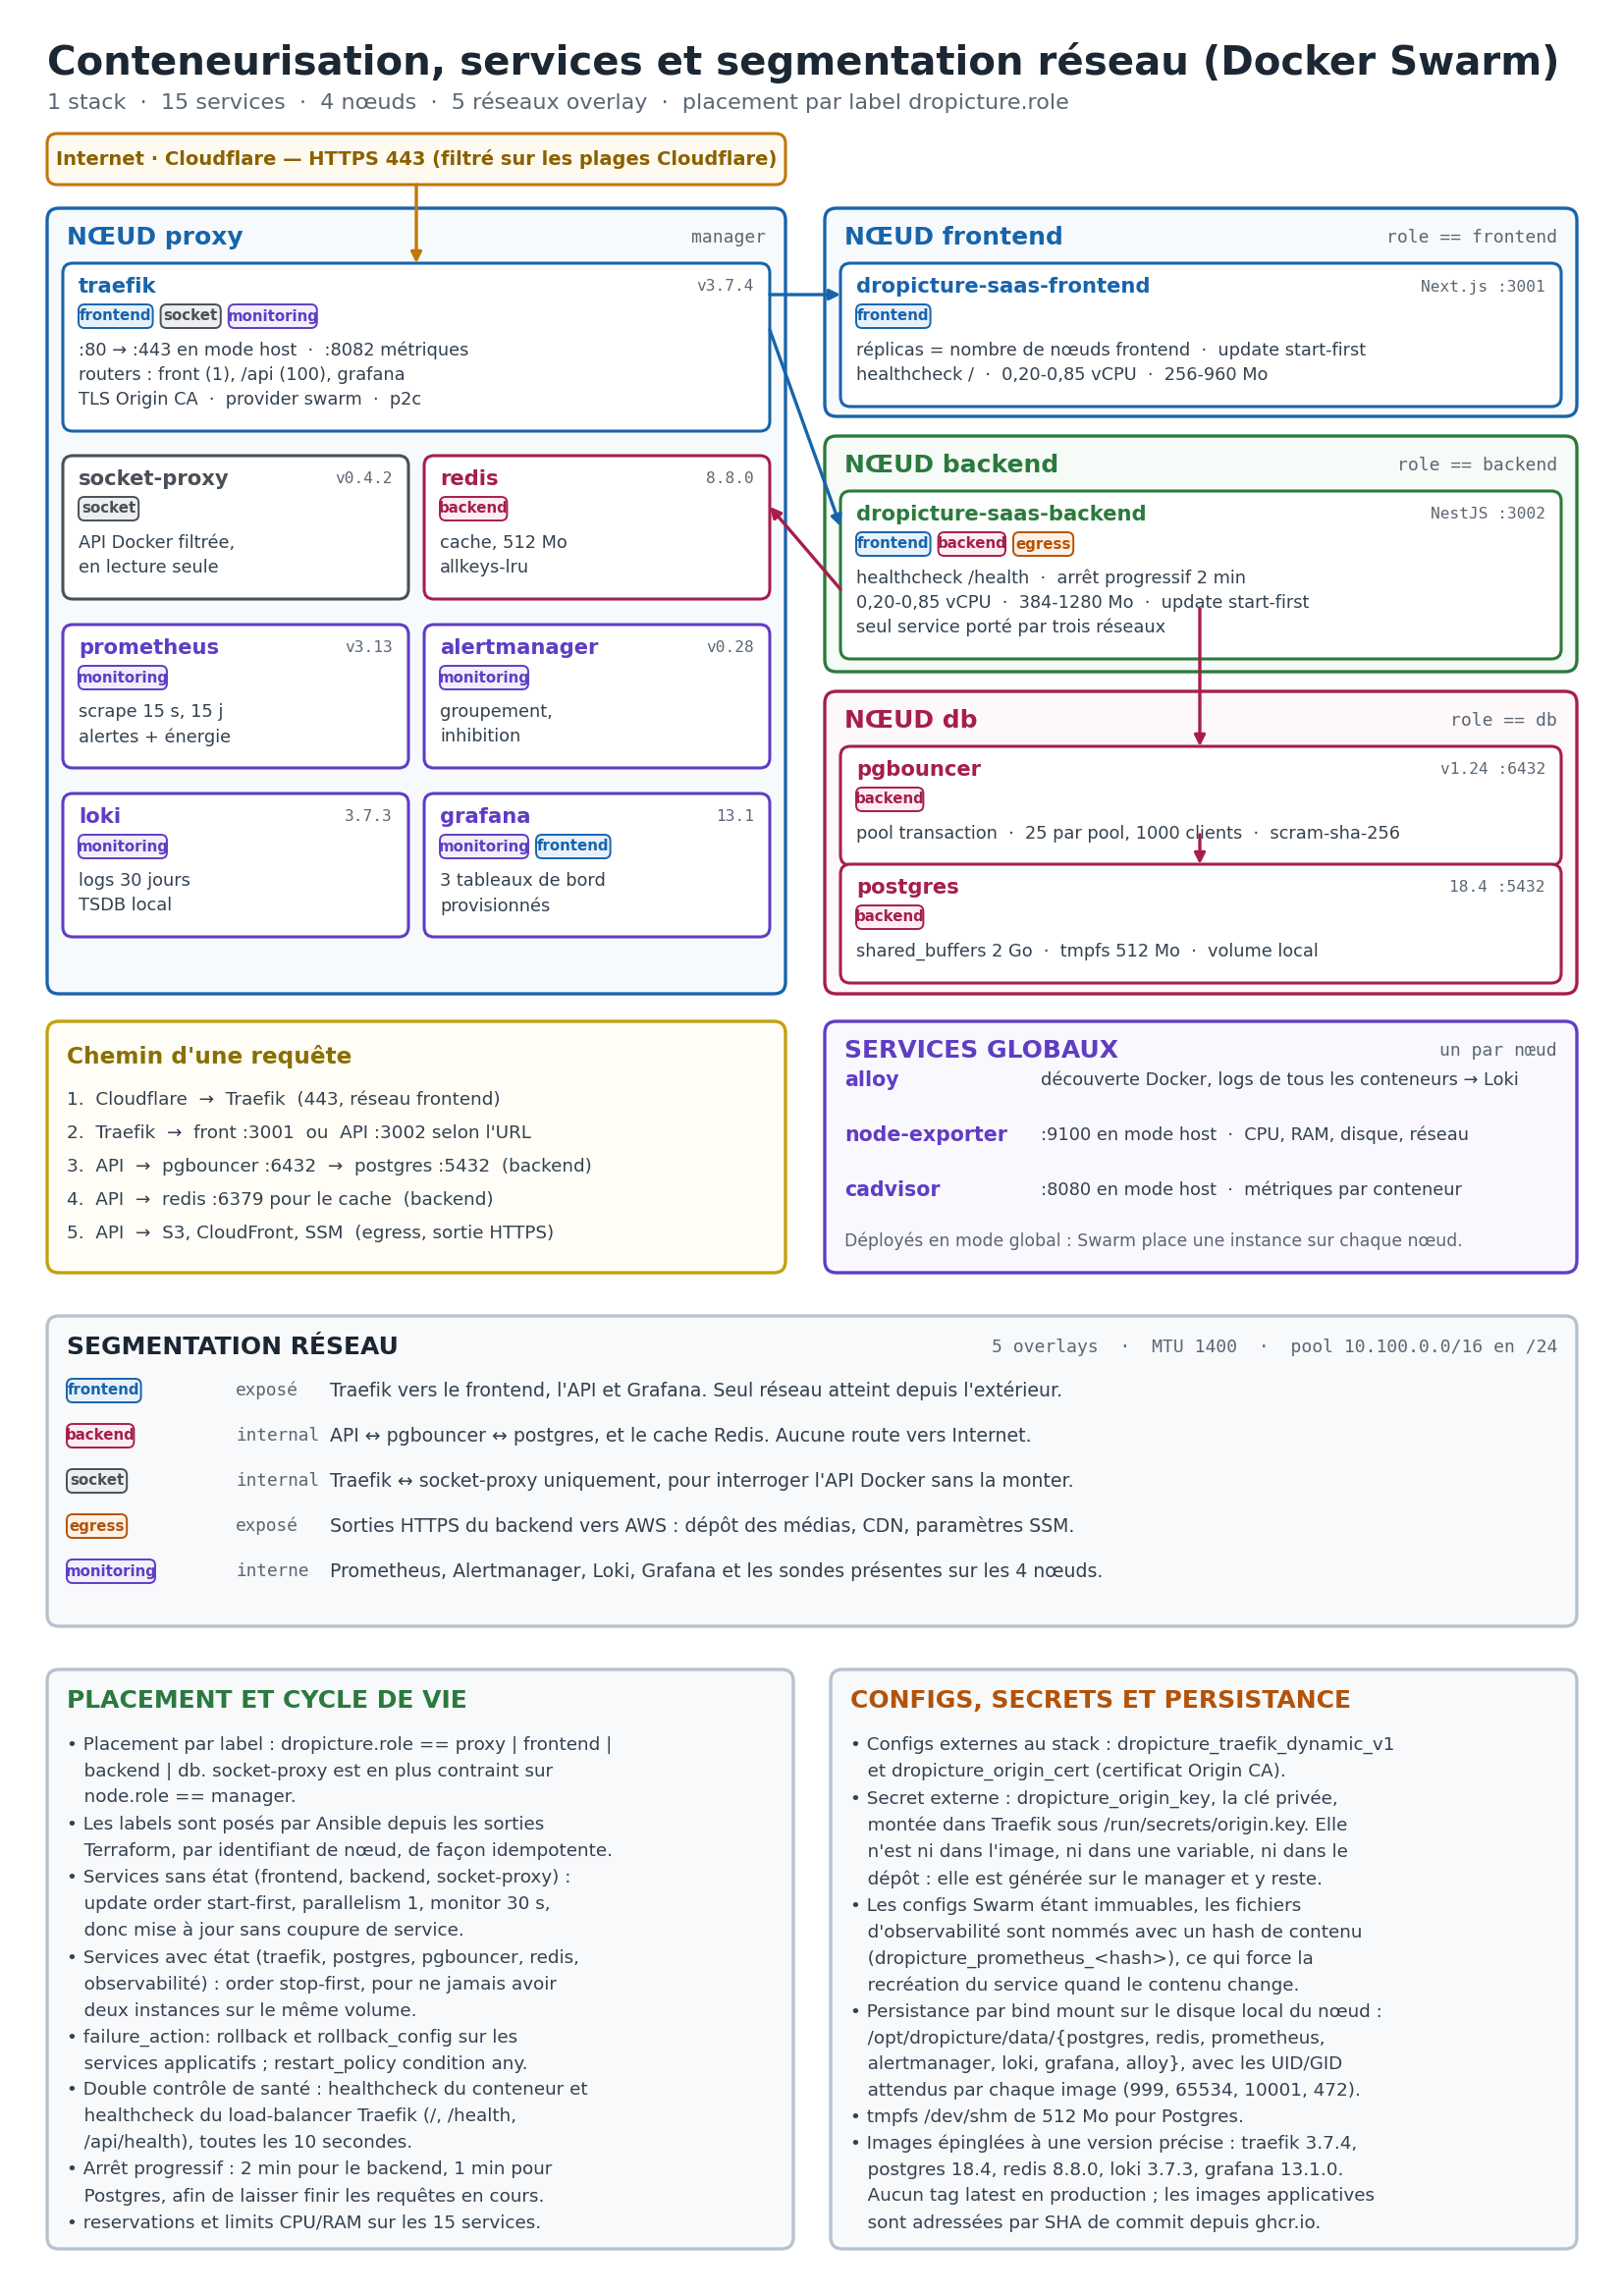 Conteneurisation, services et segmentation réseau (Docker Swarm)
1 stack · 15 services · 4 nœuds · 5 réseaux overlay · placement par label dropicture.role
Internet · Cloudflare — HTTPS 443 (filtré sur les plages Cloudflare)
NŒUD proxy manager
traefik v3.7.4
frontend socket monitoring
:80 → :443 en mode host · :8082 métriques
routers : front (1), /api (100), grafana
TLS Origin CA · provider swarm · p2c
socket-proxy v0.4.2
socket
API Docker filtrée,
en lecture seule
redis 8.8.0
backend
cache, 512 Mo
allkeys-lru
prometheus v3.13
monitoring
scrape 15 s, 15 j
alertes + énergie
alertmanager v0.28
monitoring
groupement,
inhibition
loki 3.7.3
monitoring
logs 30 jours
TSDB local
grafana 13.1
monitoring frontend
3 tableaux de bord
provisionnés
NŒUD frontend role == frontend
dropicture-saas-frontend Next.js :3001
frontend
réplicas = nombre de nœuds frontend · update start-first
healthcheck / · 0,20-0,85 vCPU · 256-960 Mo
NŒUD backend role == backend
dropicture-saas-backend NestJS :3002
frontend backend egress
healthcheck /health · arrêt progressif 2 min
0,20-0,85 vCPU · 384-1280 Mo · update start-first
seul service porté par trois réseaux
NŒUD db role == db
pgbouncer v1.24 :6432
backend
pool transaction · 25 par pool, 1000 clients · scram-sha-256
postgres 18.4 :5432
backend
shared_buffers 2 Go · tmpfs 512 Mo · volume local
Chemin d'une requête
1. Cloudflare → Traefik (443, réseau frontend)
2. Traefik → front :3001 ou API :3002 selon l'URL
3. API → pgbouncer :6432 → postgres :5432 (backend)
4. API → redis :6379 pour le cache (backend)
5. API → S3, CloudFront, SSM (egress, sortie HTTPS)
SERVICES GLOBAUX un par nœud
alloy découverte Docker, logs de tous les conteneurs → Loki
node-exporter :9100 en mode host · CPU, RAM, disque, réseau
cadvisor :8080 en mode host · métriques par conteneur
Déployés en mode global : Swarm place une instance sur chaque nœud.
SEGMENTATION RÉSEAU 5 overlays · MTU 1400 · pool 10.100.0.0/16 en /24
frontend exposé Traefik vers le frontend, l'API et Grafana. Seul réseau atteint depuis l'extérieur.
backend internal API ↔ pgbouncer ↔ postgres, et le cache Redis. Aucune route vers Internet.
socket internal Traefik ↔ socket-proxy uniquement, pour interroger l'API Docker sans la monter.
egress exposé Sorties HTTPS du backend vers AWS : dépôt des médias, CDN, paramètres SSM.
monitoring interne Prometheus, Alertmanager, Loki, Grafana et les sondes présentes sur les 4 nœuds.
PLACEMENT ET CYCLE DE VIE
• Placement par label : dropicture.role == proxy | frontend |
backend | db. socket-proxy est en plus contraint sur
node.role == manager.
• Les labels sont posés par Ansible depuis les sorties
Terraform, par identifiant de nœud, de façon idempotente.
• Services sans état (frontend, backend, socket-proxy) :
update order start-first, parallelism 1, monitor 30 s,
donc mise à jour sans coupure de service.
• Services avec état (traefik, postgres, pgbouncer, redis,
observabilité) : order stop-first, pour ne jamais avoir
deux instances sur le même volume.
• failure_action: rollback et rollback_config sur les
services applicatifs ; restart_policy condition any.
• Double contrôle de santé : healthcheck du conteneur et
healthcheck du load-balancer Traefik (/, /health,
/api/health), toutes les 10 secondes.
• Arrêt progressif : 2 min pour le backend, 1 min pour
Postgres, afin de laisser finir les requêtes en cours.
• reservations et limits CPU/RAM sur les 15 services.
CONFIGS, SECRETS ET PERSISTANCE
• Configs externes au stack : dropicture_traefik_dynamic_v1
et dropicture_origin_cert (certificat Origin CA).
• Secret externe : dropicture_origin_key, la clé privée,
montée dans Traefik sous /run/secrets/origin.key. Elle
n'est ni dans l'image, ni dans une variable, ni dans le
dépôt : elle est générée sur le manager et y reste.
• Les configs Swarm étant immuables, les fichiers
d'observabilité sont nommés avec un hash de contenu
(dropicture_prometheus_<hash>), ce qui force la
recréation du service quand le contenu change.
• Persistance par bind mount sur le disque local du nœud :
/opt/dropicture/data/{postgres, redis, prometheus,
alertmanager, loki, grafana, alloy}, avec les UID/GID
attendus par chaque image (999, 65534, 10001, 472).
• tmpfs /dev/shm de 512 Mo pour Postgres.
• Images épinglées à une version précise : traefik 3.7.4,
postgres 18.4, redis 8.8.0, loki 3.7.3, grafana 13.1.0.
Aucun tag latest en production ; les images applicatives
sont adressées par SHA de commit depuis ghcr.io.